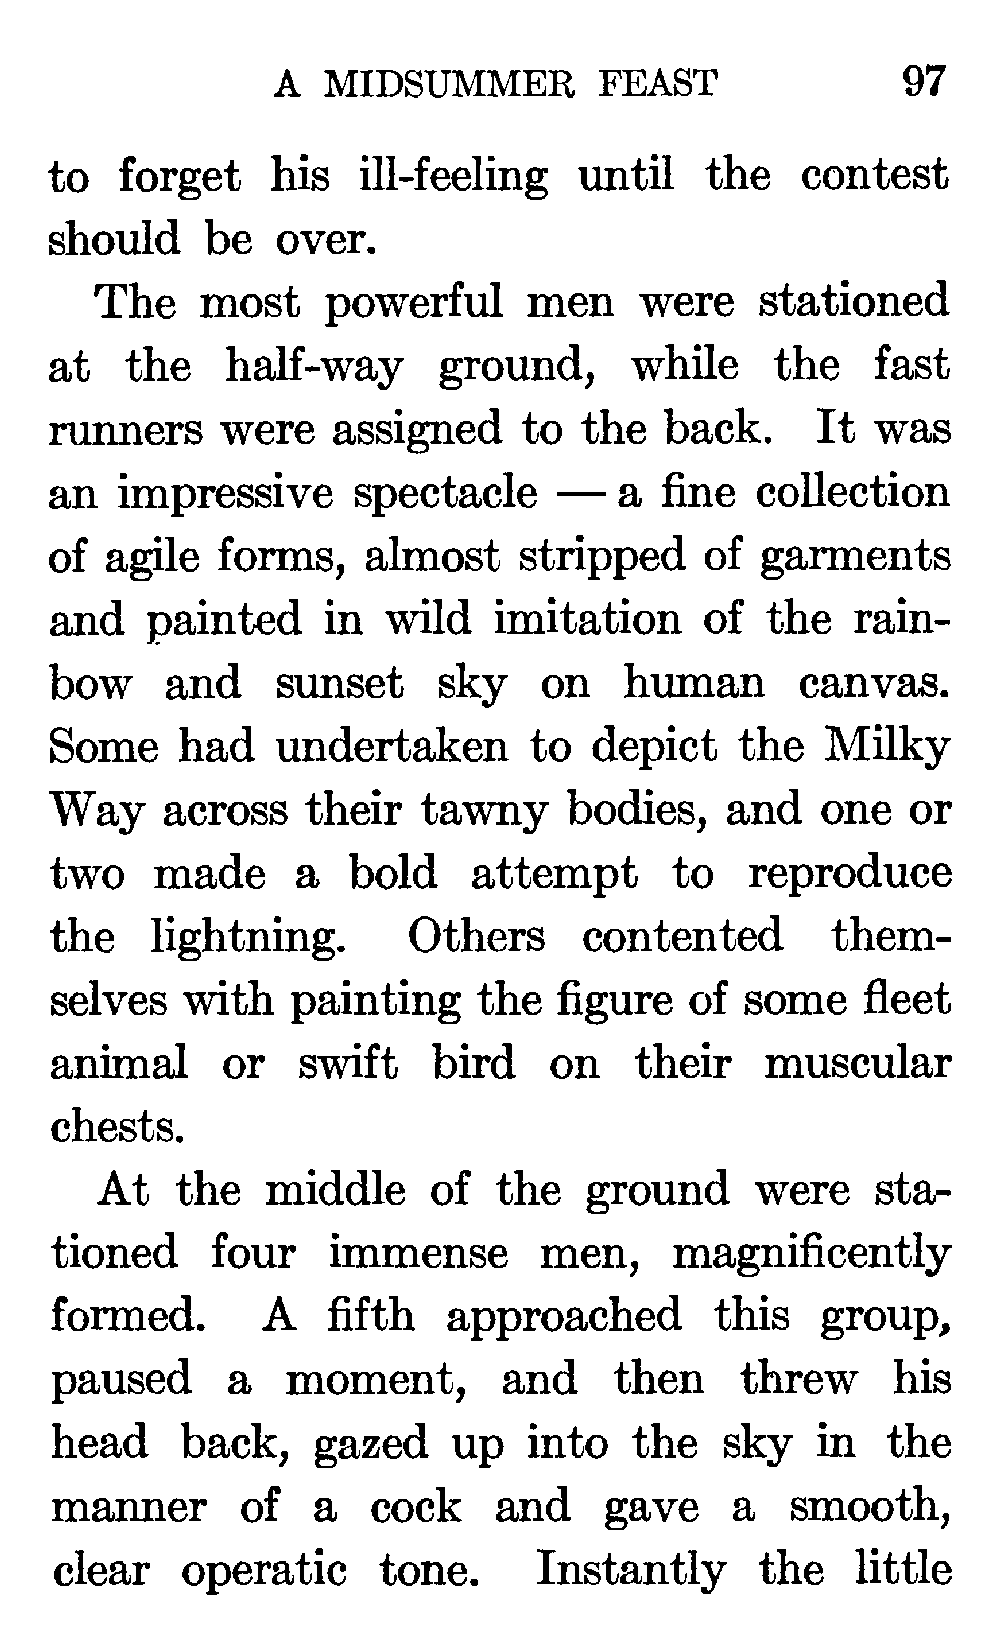 A MIDSUMMER FEAST 97
to forget his ill-feeling until the contest
should be over.
The most powerful men were stationed
at the half-way ground, while the fast
runners were assigned to the back. It was
an impressive spectacle — a fine collection
of agile forms, almost stripped of garments
and painted in wild imitation of the rain-
bow and sunset sky on human canvas.
Some had undertaken to depict the Milky
Way across their tawny bodies, and one or
two made a bold attempt to reproduce
the lightning. Others contented them-
selves with painting the figure of some fleet
animal or swift bird on their muscular
chests.
At the middle of the ground were sta-
tioned four immense men, magnificently
formed. A fifth approached this group,
paused a moment, and then threw his
head back, gazed up into the sky in the
manner of a cock and gave a smooth,
clear operatic tone. Instantly the little